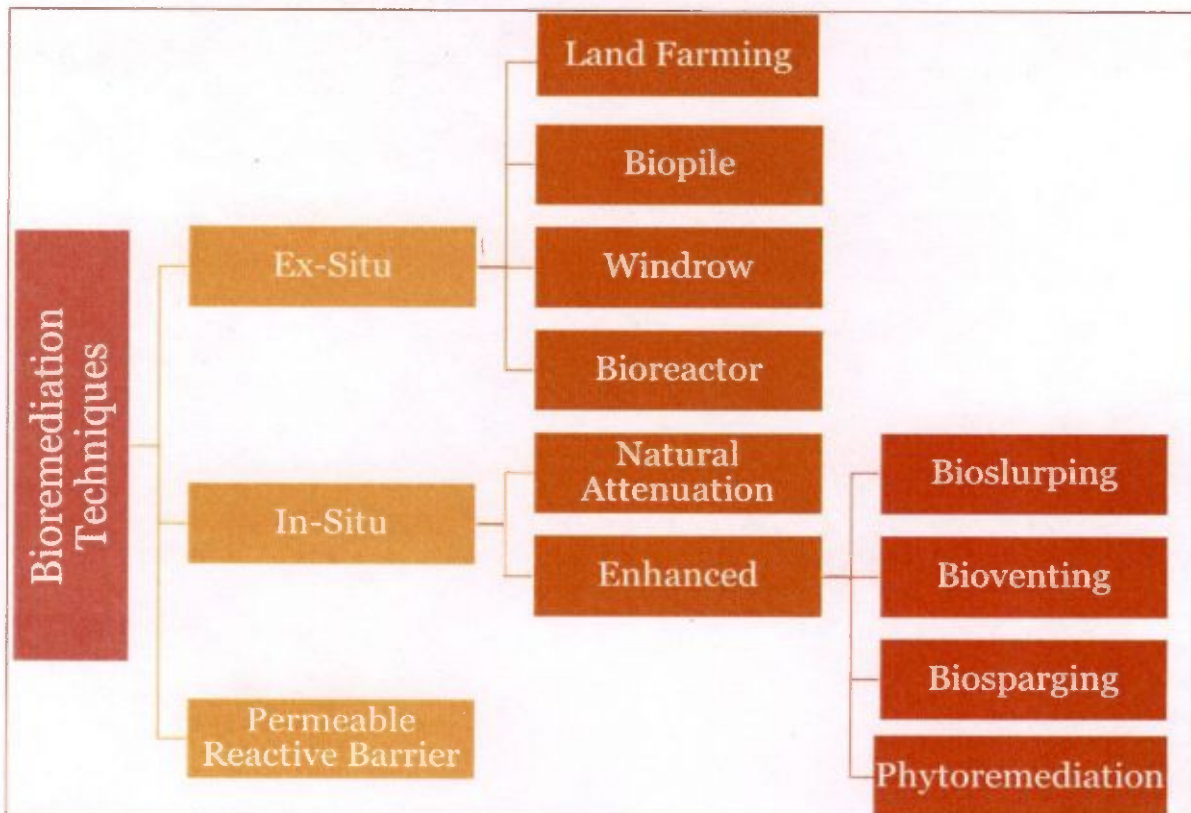 Bioremediation
Techniques
Ex-Situ
Land Farming
Biopile
Windrow
Bioreactor
In-Situ
Natural
Attenuation
Enhanced
Bioslurping
Bioventing
Biosparging
Phytoremediation
Permeable
Reactive Barrier